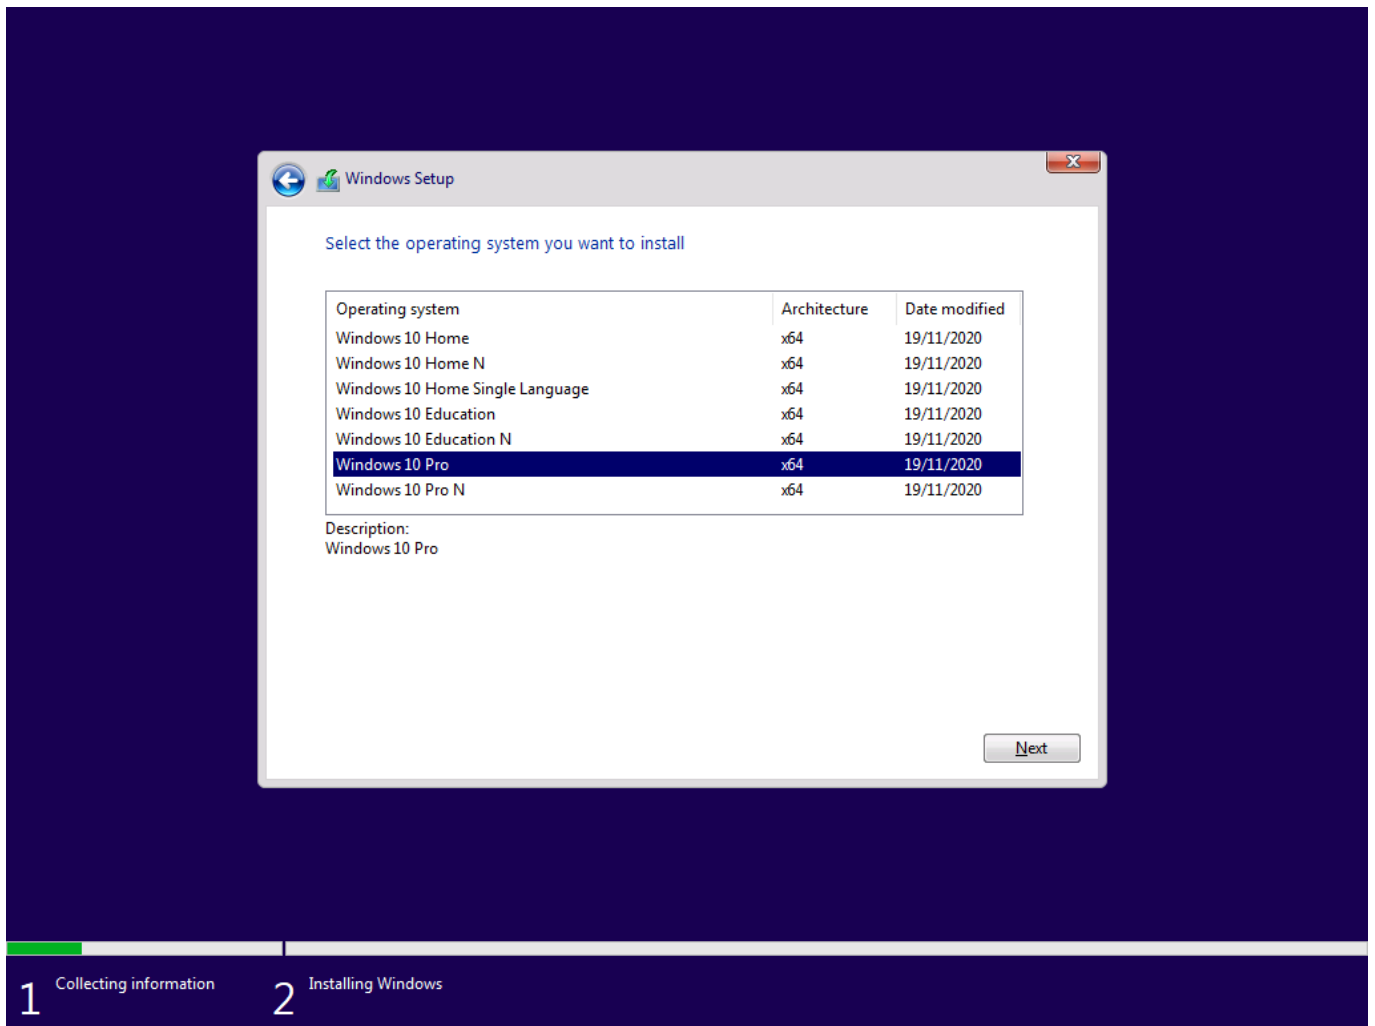 Windows Setup
Select the operating system you want to install
Operating system Architecture Date modified
Windows 10 Home x64 19/11/2020
Windows 10 Home N x64 19/11/2020
Windows 10 Home Single Language x64 19/11/2020
Windows 10 Education x64 19/11/2020
Windows 10 Education N x64 19/11/2020
Windows 10 Pro x64 19/11/2020
Windows 10 Pro N x64 19/11/2020
Description:
Windows 10 Pro
Next
1 Collecting information 2 Installing Windows